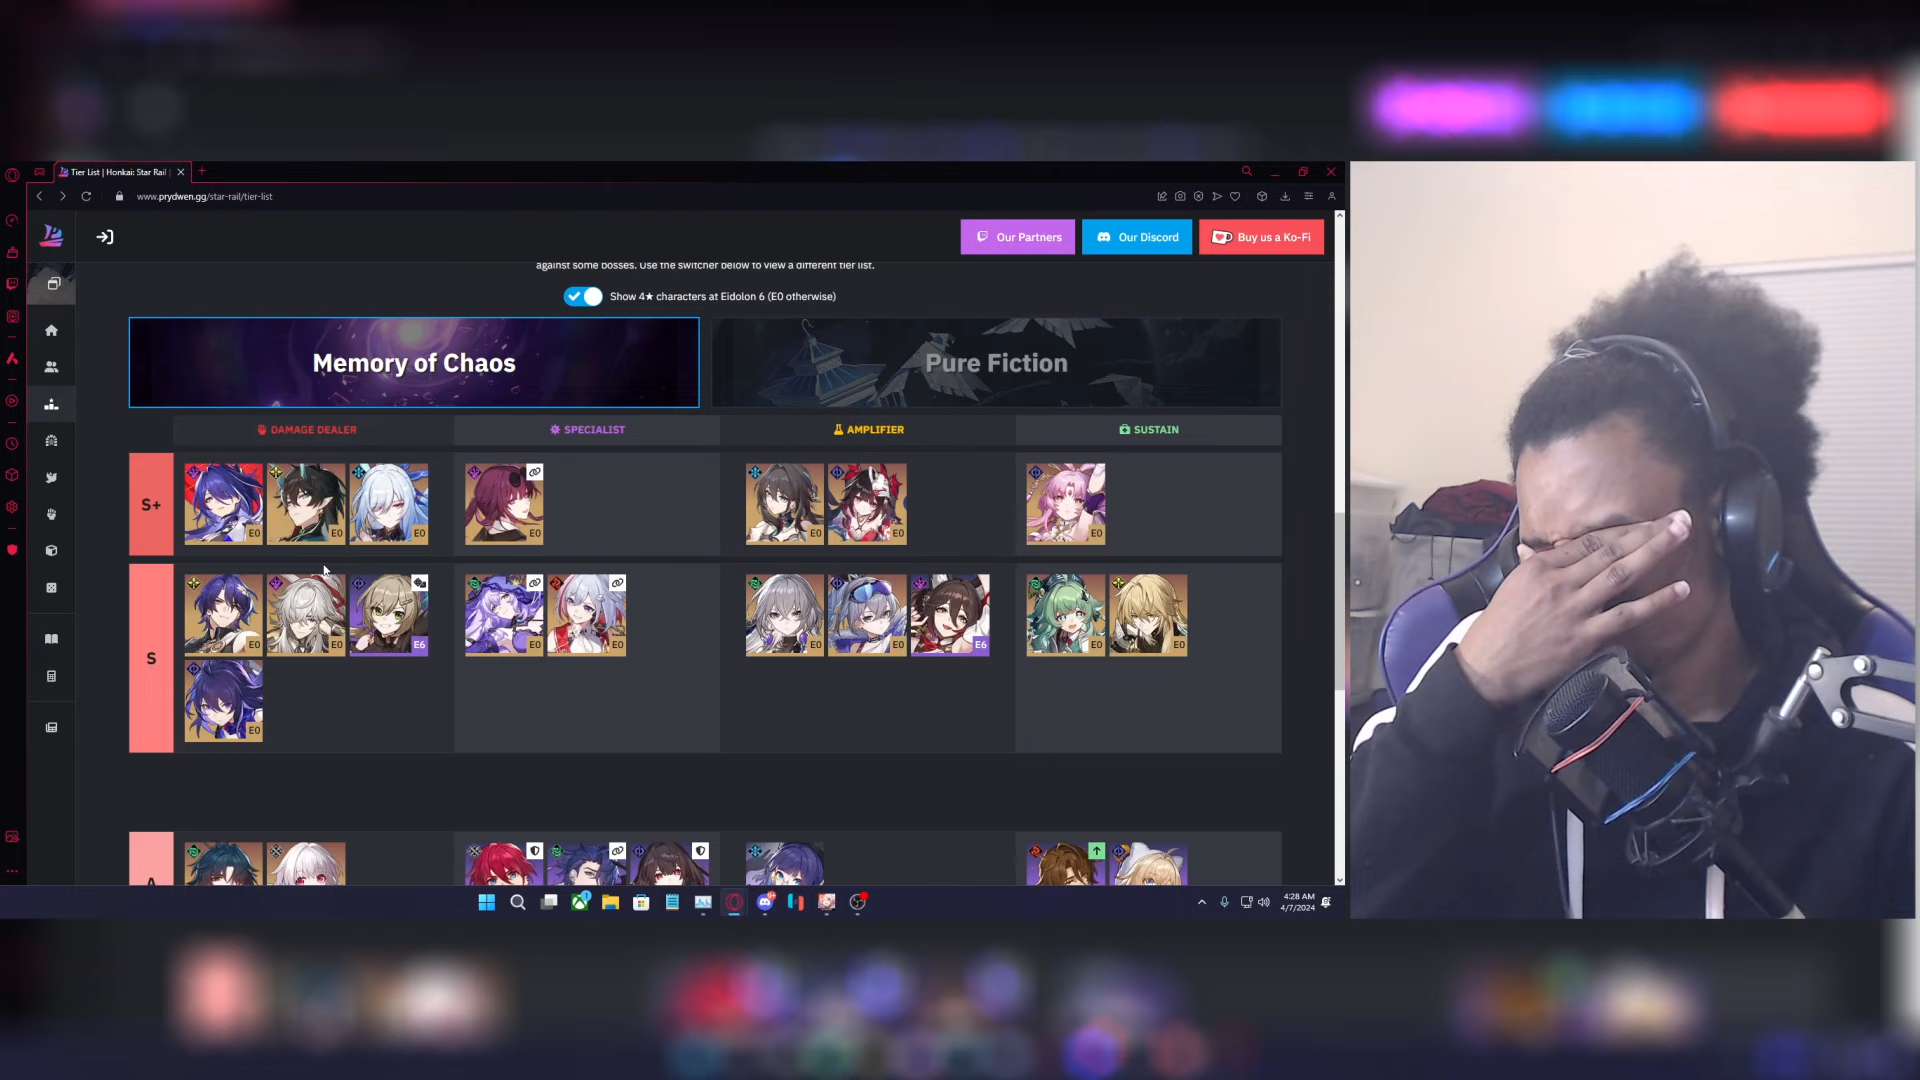 Tier List | Honkai: Star Rail |
www.prydwen.gg/star-rail/tier-list
Our Partners
Our Discord
Buy us a Ko-Fi
against some bosses. Use the switcher below to view a different tier list.
Show 4★ characters at Eidolon 6 (E0 otherwise)
Memory of Chaos
Pure Fiction
DAMAGE DEALER
SPECIALIST
AMPLIFIER
SUSTAIN
S+
E0 E0 E0 E0 E0 E0 E0
S
E0 E0 E6 E0 E0 E0 E0 E6 E0 E0
E0
A
4:28 AM
4/7/2024